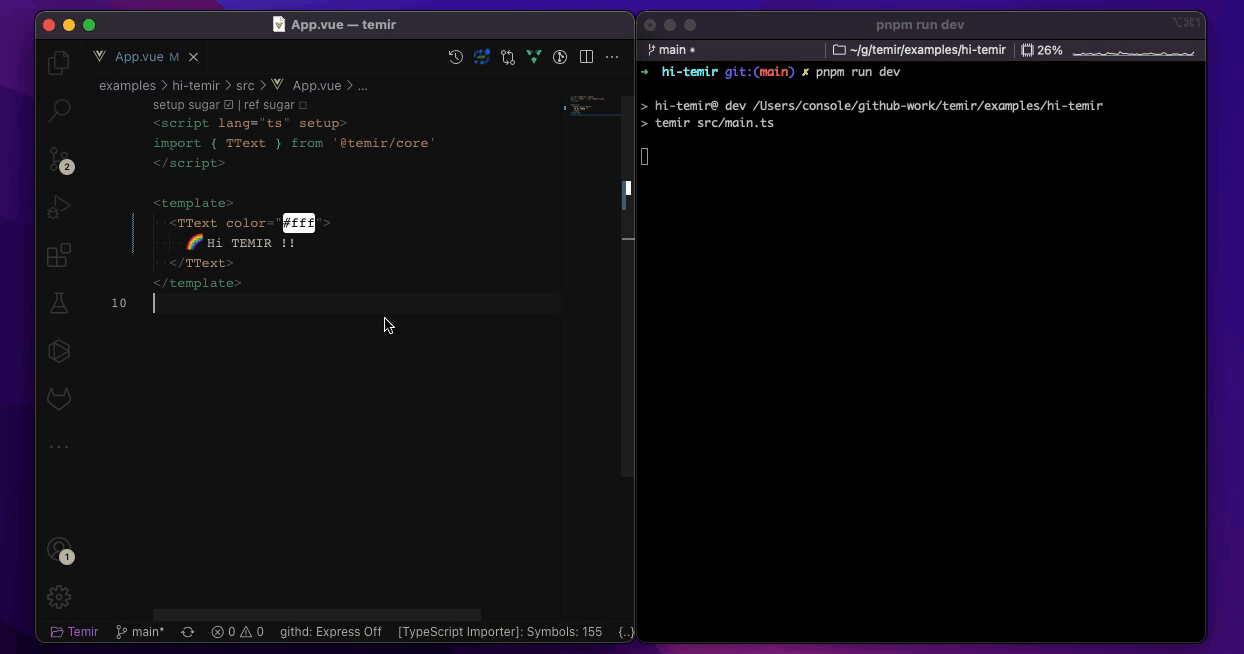 App.vue — temir
App.vue M
examples > hi-temir > src > App.vue > ...
setup sugar ☑ | ref sugar □
<script lang="ts" setup>
import { TText } from '@temir/core'
</script>
<template>
<TText color="#fff">
🌈 Hi TEMIR !!
</TText>
</template>
10
2
1
Temir main* 0 0 githd: Express Off [TypeScript Importer]: Symbols: 155 {..}
pnpm run dev ⌥⌘1
main • ~/g/temir/examples/hi-temir 26%
➜ hi-temir git:(main) ✗ pnpm run dev
> hi-temir@ dev /Users/console/github-work/temir/examples/hi-temir
> temir src/main.ts